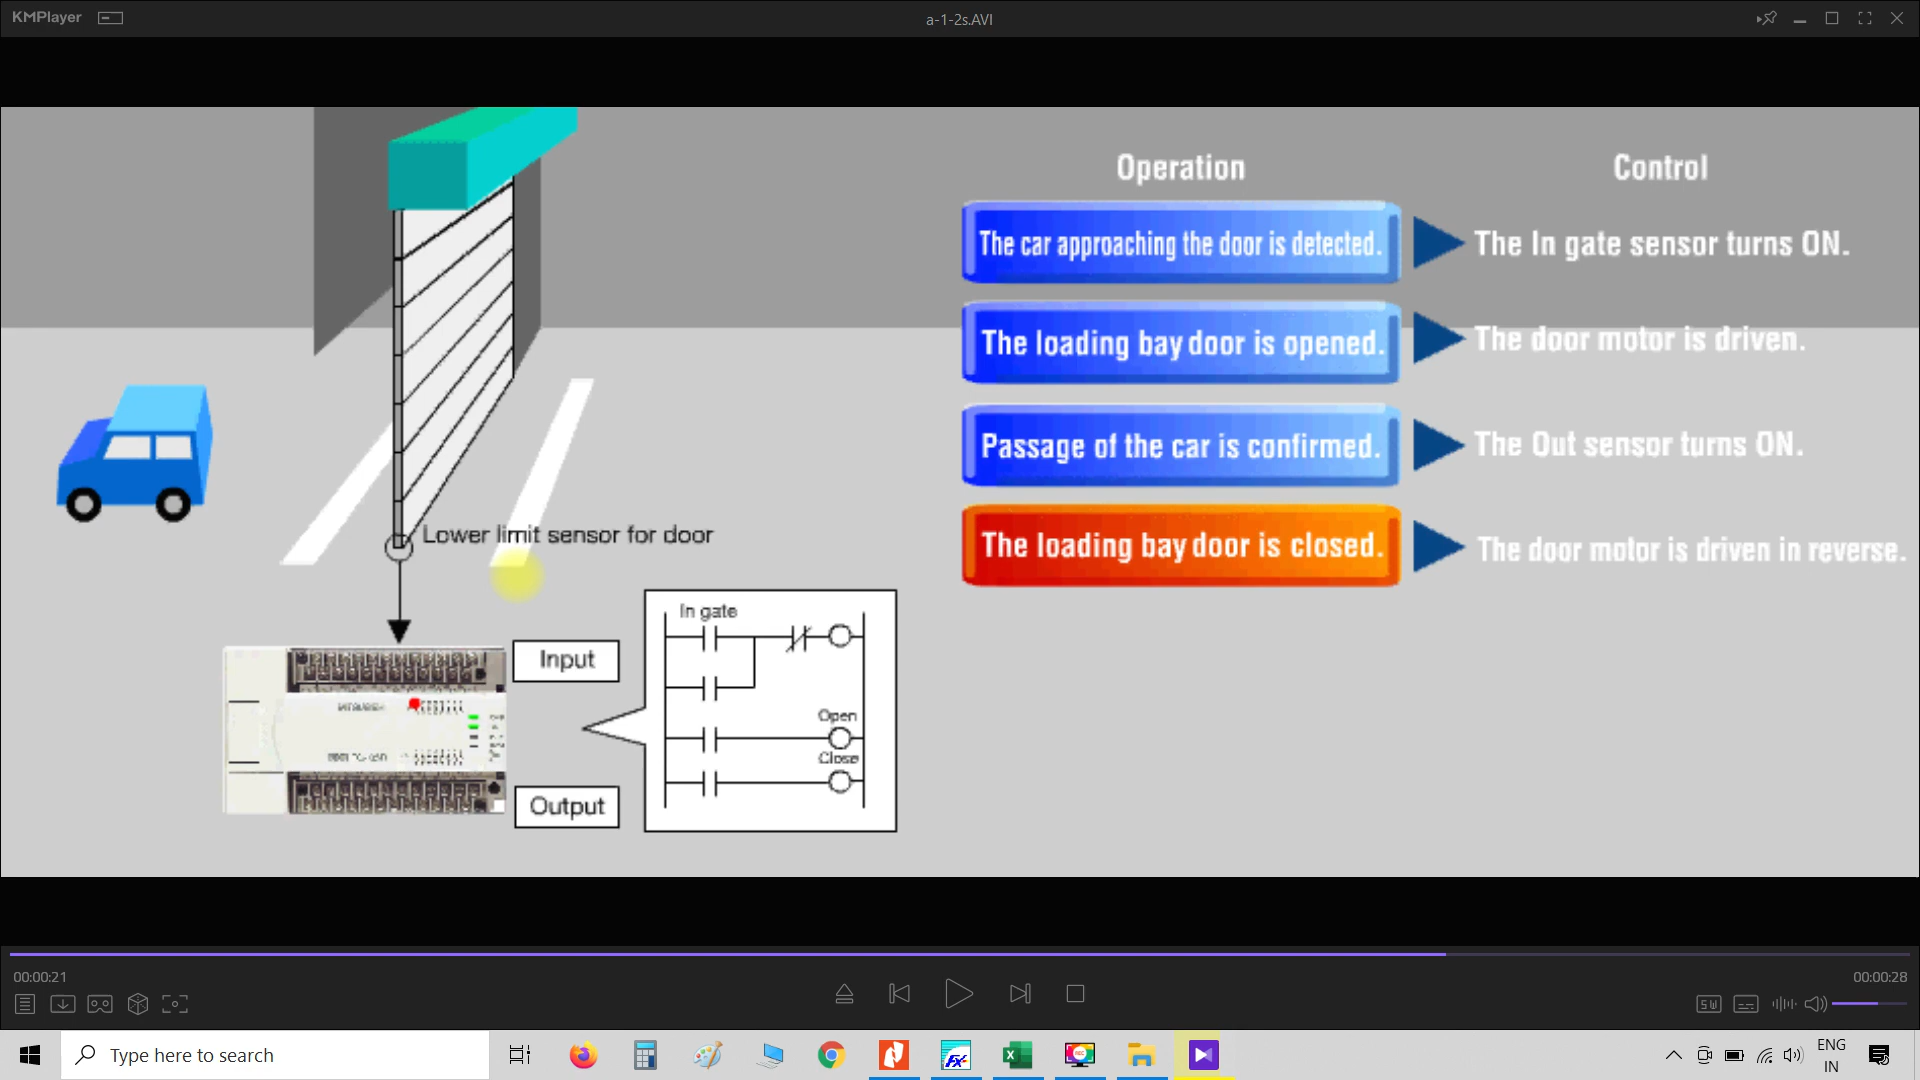 KMPlayer
a-1-2s.AVI
Operation
Control
The car approaching the door is detected.
The In gate sensor turns ON.
The loading bay door is opened.
The door motor is driven.
Passage of the car is confirmed.
The Out sensor turns ON.
The loading bay door is closed.
The door motor is driven in reverse.
Lower limit sensor for door
In gate
Open
Close
Input
MITSUBISHI
Output
00:00:21
00:00:28
SW
Type here to search
FX
REC
ENG
IN